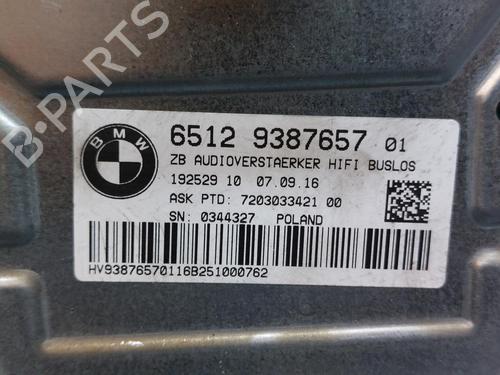 BMW
6512 9387657 01
ZB AUDIOVERSTAERKER HIFI BUSLOS
192529 10 07.09.16
ASK PTD: 7203033421 00
SN: 0344327 POLAND
HV93876570116B251000762
B-PARTS